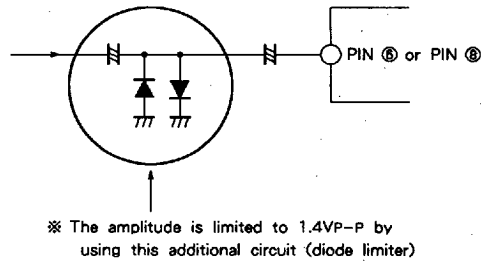 PIN ⑥ or PIN ⑧
※ The amplitude is limited to 1.4VP-P by
using this additional circuit (diode limiter)